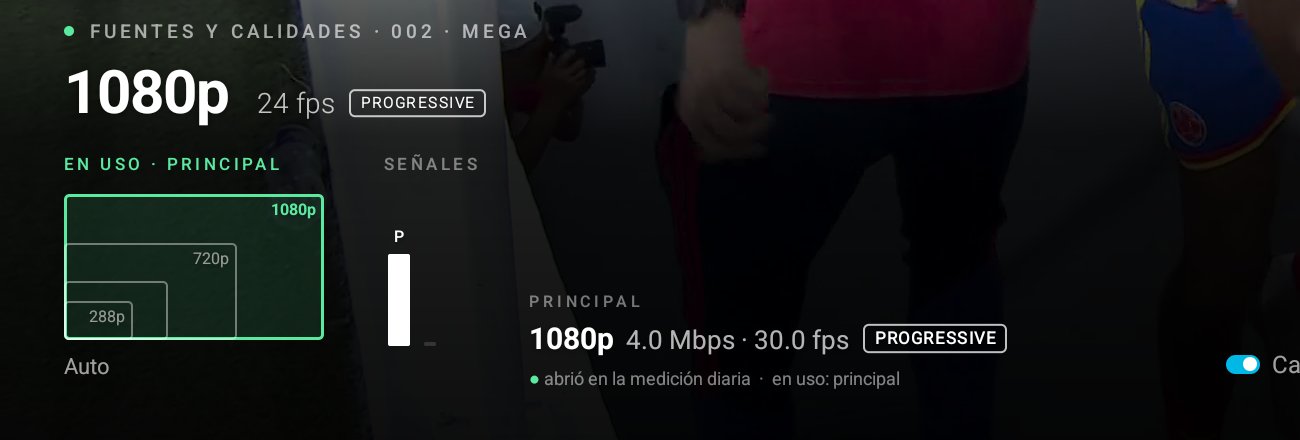 FUENTES Y CALIDADES · 002 · MEGA
1080p 24 fps PROGRESSIVE
EN USO · PRINCIPAL
SEÑALES
1080p
720p
288p
Auto
P
PRINCIPAL
1080p 4.0 Mbps · 30.0 fps PROGRESSIVE
abrió en la medición diaria · en uso: principal
Ca